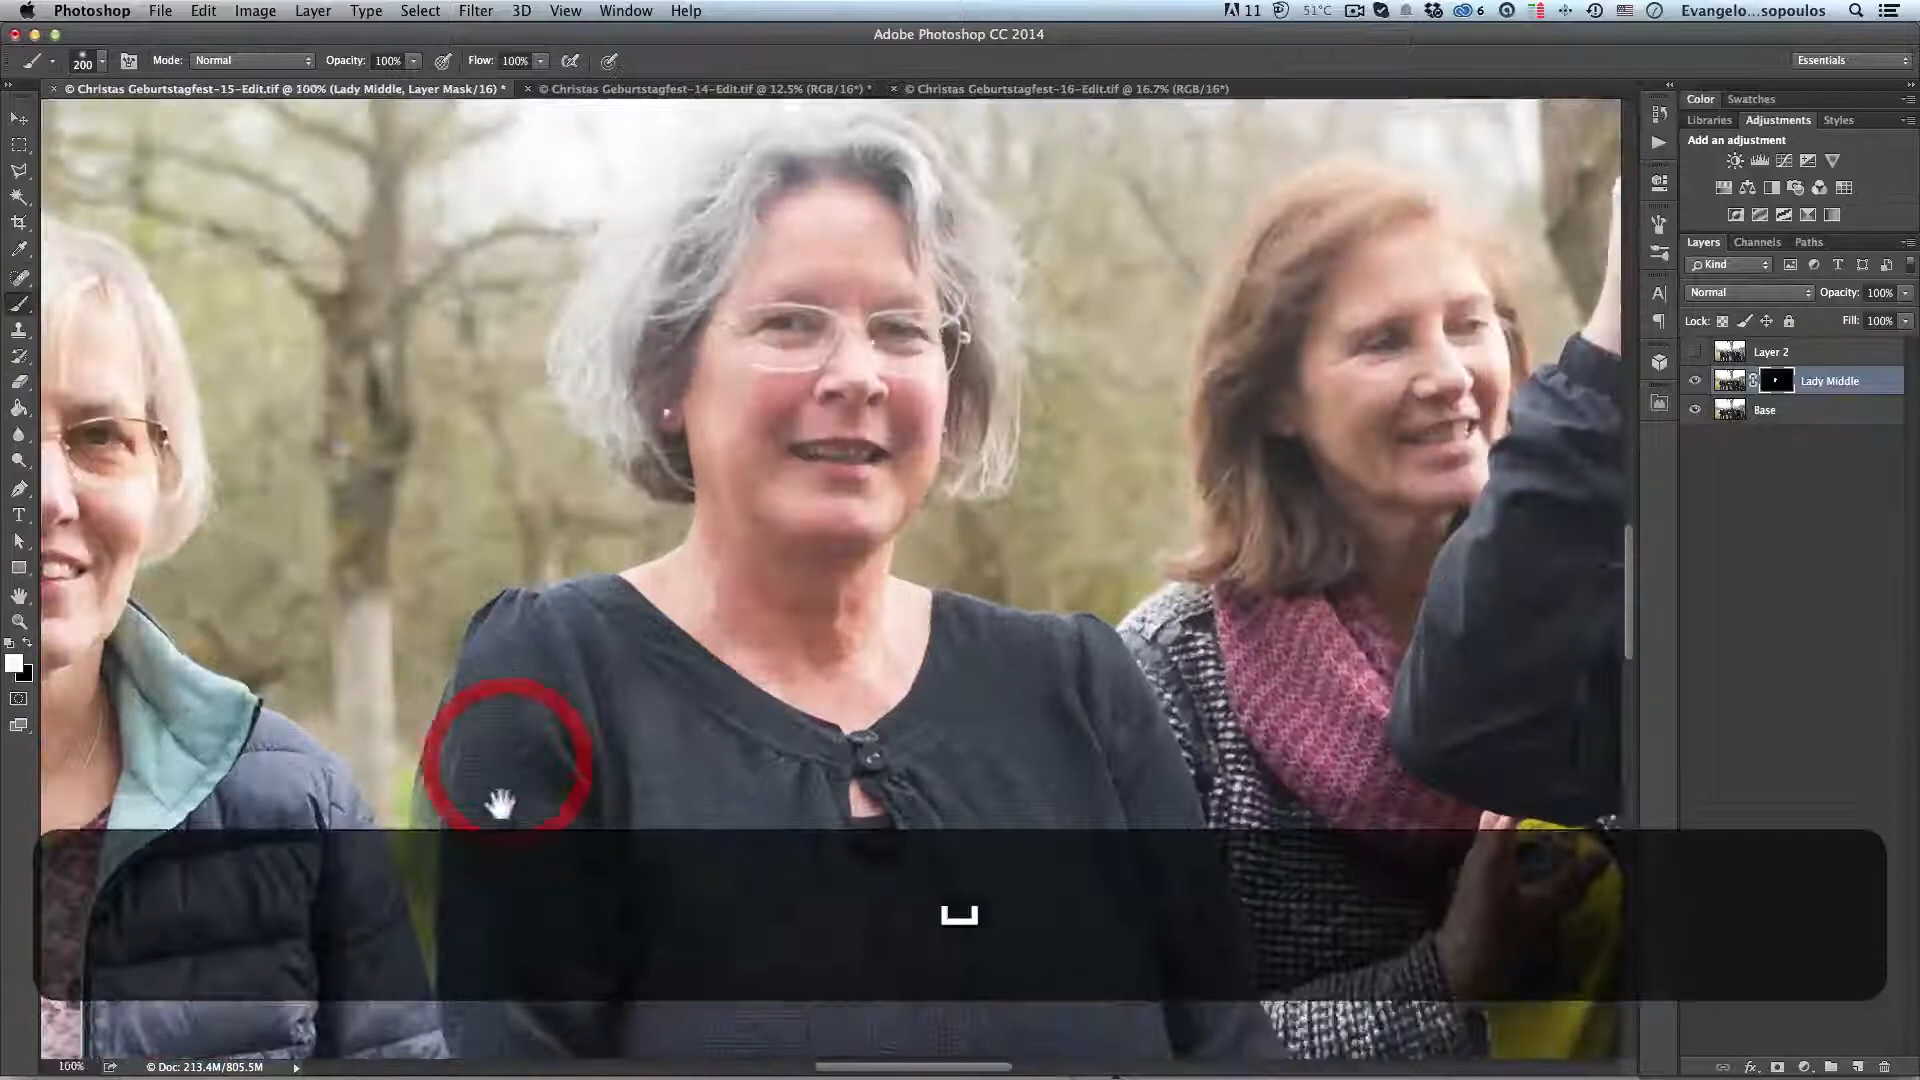 Photoshop File Edit Image Layer Type Select Filter 3D View Window Help 11 51°C 6 Evangelo...sopoulos
Adobe Photoshop CC 2014
200 Mode: Normal Opacity: 100% Flow: 100% Essentials
× © Christas Geburtstagfest-15-Edit.tif @ 100% (Lady Middle, Layer Mask/16) * × © Christas Geburtstagfest-14-Edit.tif @ 12.5% (RGB/16*) * × © Christas Geburtstagfest-16-Edit.tif @ 16.7% (RGB/16*)
Color Swatches
Libraries Adjustments Styles
Add an adjustment
Layers Channels Paths
Kind T
Normal Opacity: 100%
Lock: Fill: 100%
Layer 2
Lady Middle
Base
A
T
100% © Doc: 213.4M/805.5M
fx